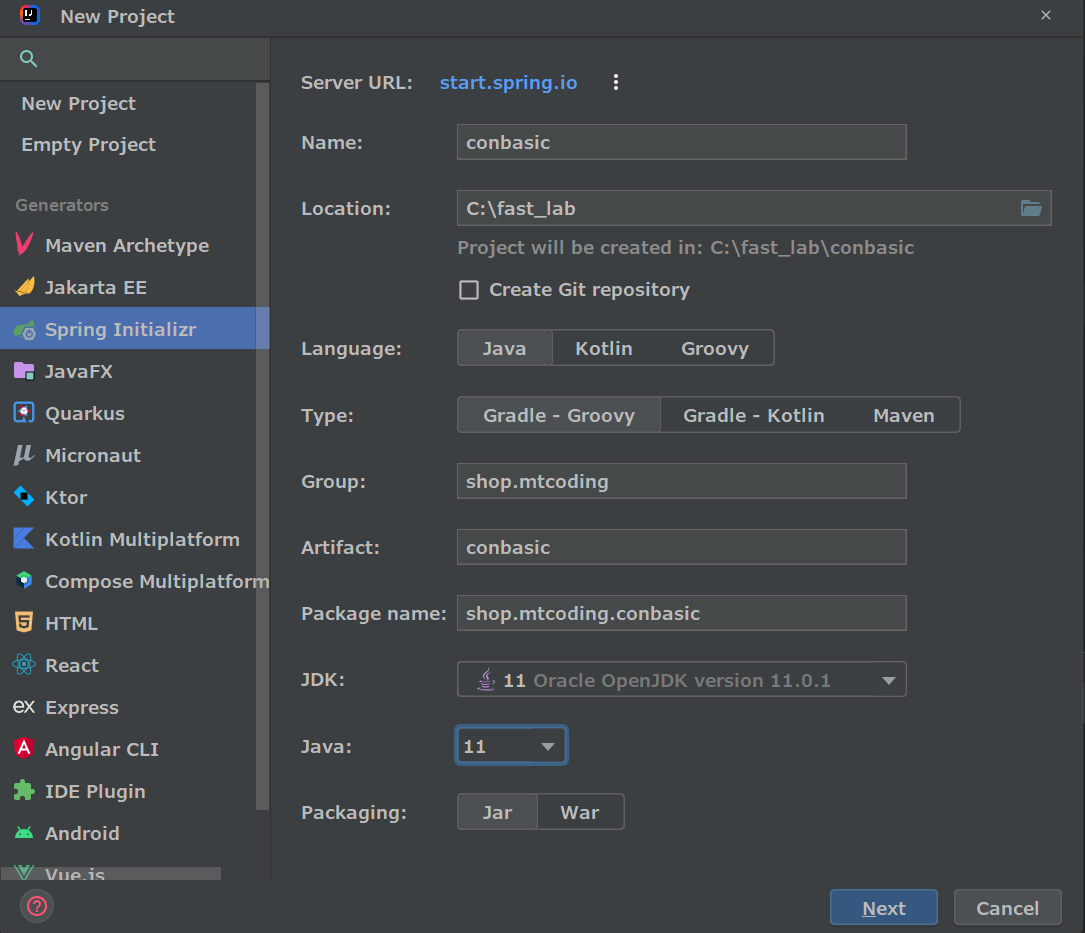 New Project
New Project
Empty Project
Generators
Maven Archetype
Jakarta EE
Spring Initializr
JavaFX
Quarkus
Micronaut
Ktor
Kotlin Multiplatform
Compose Multiplatform
HTML
React
Express
Angular CLI
IDE Plugin
Android
Vue.js
Server URL: start.spring.io
Name: conbasic
Location: C:\fast_lab
Project will be created in: C:\fast_lab\conbasic
Create Git repository
Language: Java Kotlin Groovy
Type: Gradle - Groovy Gradle - Kotlin Maven
Group: shop.mtcoding
Artifact: conbasic
Package name: shop.mtcoding.conbasic
JDK: 11 Oracle OpenJDK version 11.0.1
Java: 11
Packaging: Jar War
? Next Cancel